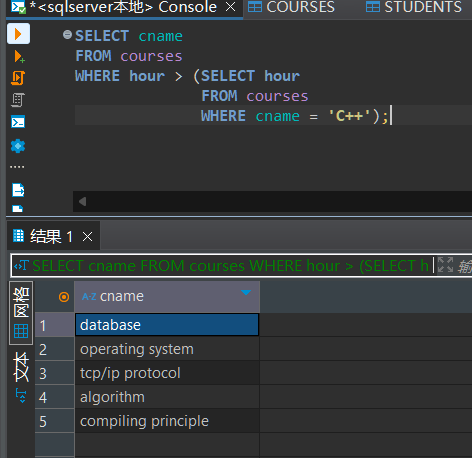 *<sqlserver本地> Console COURSES STUDENTS
SELECT cname
FROM courses
WHERE hour > (SELECT hour
FROM courses
WHERE cname = 'C++');
结果 1
SELECT cname FROM courses WHERE hour > (SELECT h 输
网格
文本
A-Z cname
1 database
2 operating system
3 tcp/ip protocol
4 algorithm
5 compiling principle